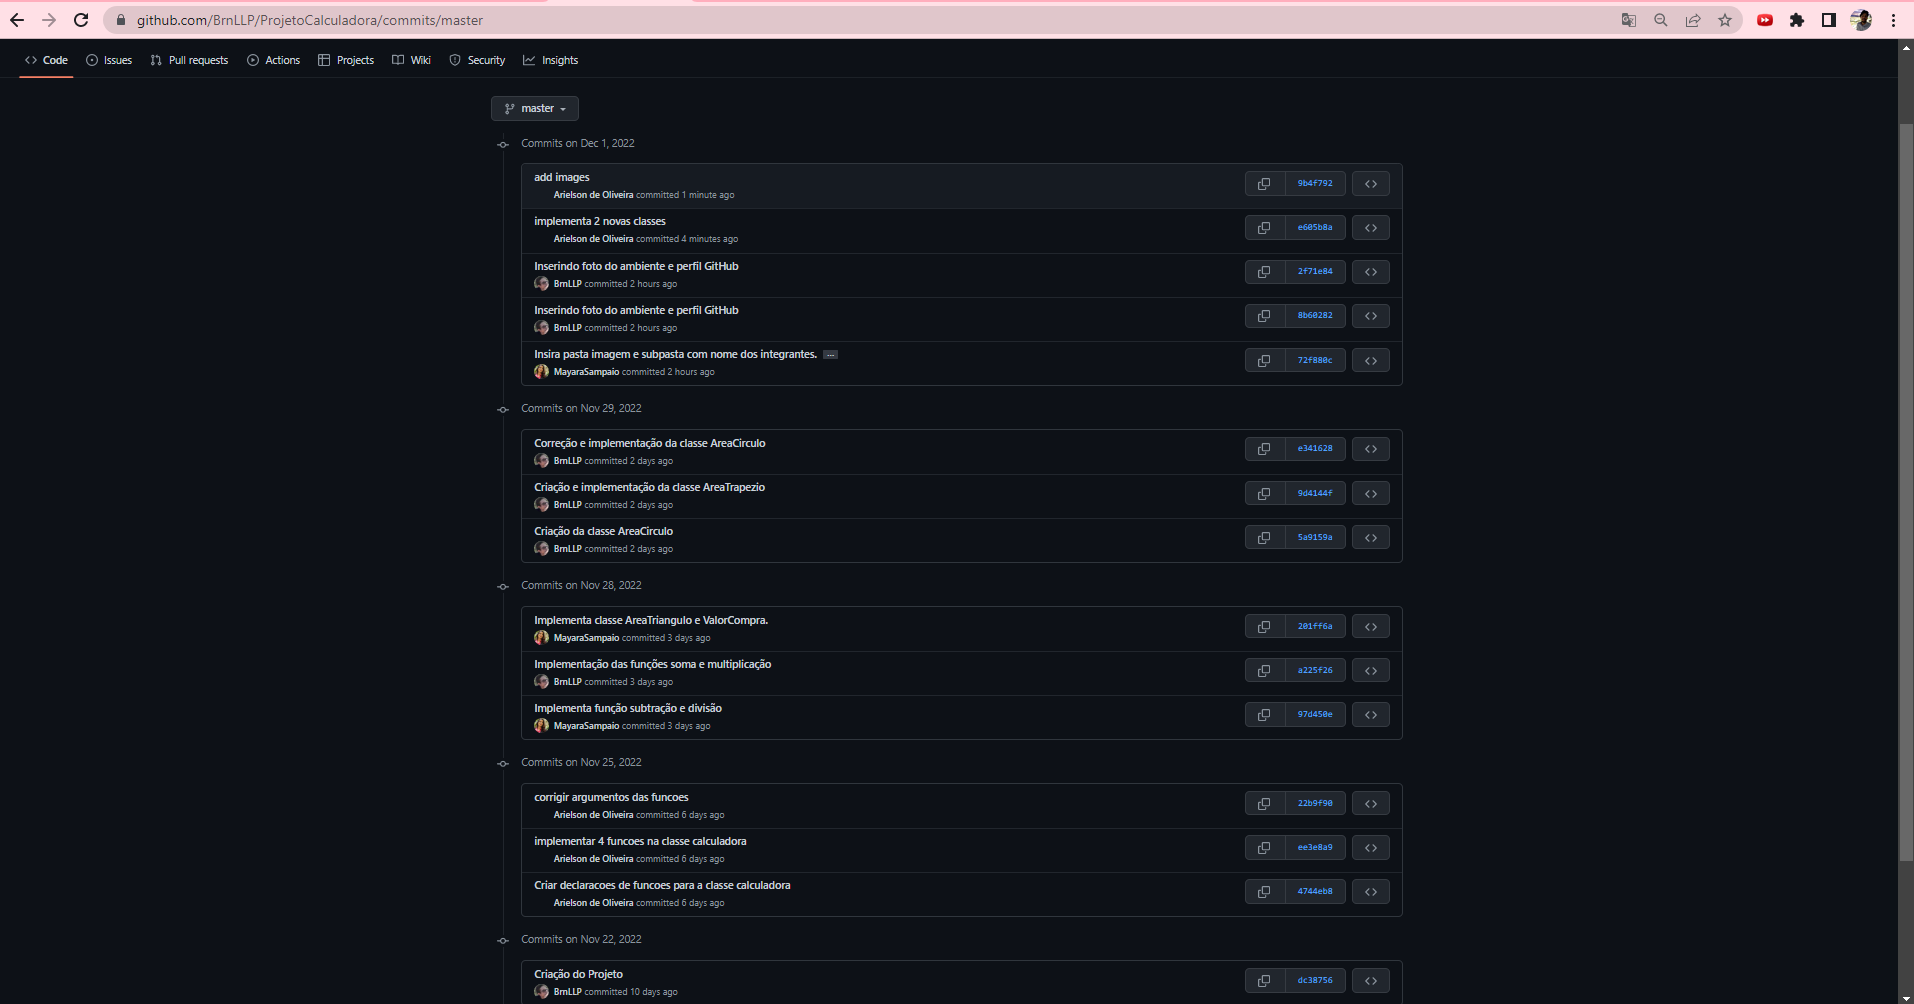 github.com/BrnLLP/ProjetoCalculadora/commits/master
Code Issues Pull requests Actions Projects Wiki Security Insights
master
Commits on Dec 1, 2022
add images
Arielson de Oliveira committed 1 minute ago
9b4f792
implementa 2 novas classes
Arielson de Oliveira committed 4 minutes ago
e605b8a
Inserindo foto do ambiente e perfil GitHub
BrnLLP committed 2 hours ago
2f71e84
Inserindo foto do ambiente e perfil GitHub
BrnLLP committed 2 hours ago
8b60282
Insira pasta imagem e subpasta com nome dos integrantes. ...
MayaraSampaio committed 2 hours ago
72f880c
Commits on Nov 29, 2022
Correção e implementação da classe AreaCirculo
BrnLLP committed 2 days ago
e341628
Criação e implementação da classe AreaTrapezio
BrnLLP committed 2 days ago
9d4144f
Criação da classe AreaCirculo
BrnLLP committed 2 days ago
5a9159a
Commits on Nov 28, 2022
Implementa classe AreaTriangulo e ValorCompra.
MayaraSampaio committed 3 days ago
201ff6a
Implementação das funções soma e multiplicação
BrnLLP committed 3 days ago
a225f26
Implementa função subtração e divisão
MayaraSampaio committed 3 days ago
97d450e
Commits on Nov 25, 2022
corrigir argumentos das funcoes
Arielson de Oliveira committed 6 days ago
22b9f90
implementar 4 funcoes na classe calculadora
Arielson de Oliveira committed 6 days ago
ee3e8a9
Criar declaracoes de funcoes para a classe calculadora
Arielson de Oliveira committed 6 days ago
4744eb8
Commits on Nov 22, 2022
Criação do Projeto
BrnLLP committed 10 days ago
dc38756